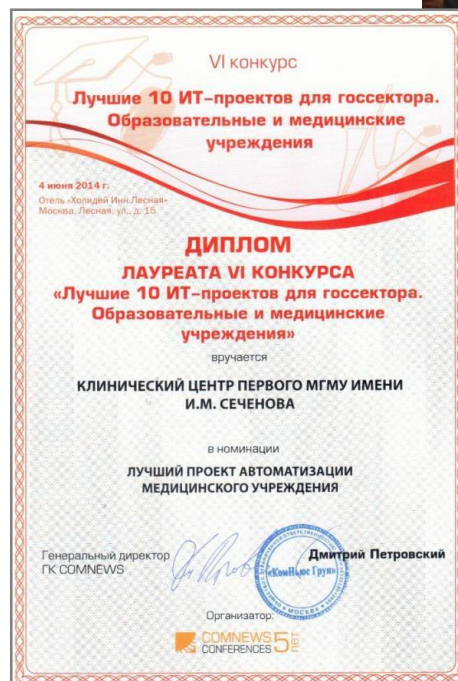 VI конкурс
Лучшие 10 ИТ-проектов для госсектора.
Образовательные и медицинские
учреждения
4 июня 2014 г.
Отель «Холидей Инн Лесная»
Москва, Лесная, ул., д. 15
ДИПЛОМ
ЛАУРЕАТА VI КОНКУРСА
«Лучшие 10 ИТ-проектов для госсектора.
Образовательные и медицинские
учреждения»
вручается
КЛИНИЧЕСКИЙ ЦЕНТР ПЕРВОГО МГМУ ИМЕНИ
И.М. СЕЧЕНОВА
в номинации
ЛУЧШИЙ ПРОЕКТ АВТОМАТИЗАЦИИ
МЕДИЦИНСКОГО УЧРЕЖДЕНИЯ
Генеральный директор
ГК COMNEWS
Дмитрий Петровский
«КомНьюс Груп»
МОСКВА
Организатор:
COMNEWS
CONFERENCES
5 ЛЕТ